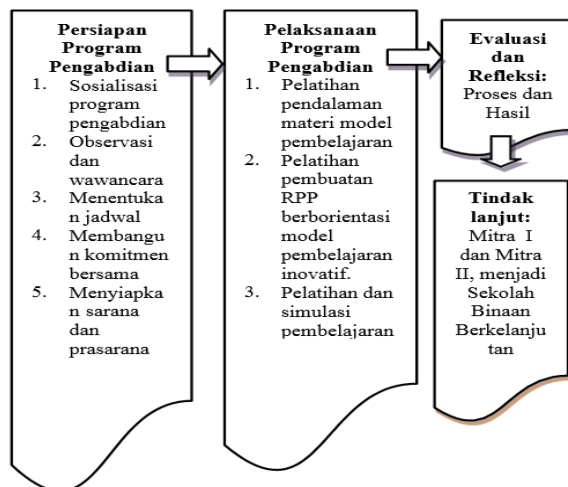 Persiapan
Program
Pengabdian
1. Sosialisasi
program
pengabdian
2. Observasi
dan
wawancara
3. Menentuka
n jadwal
4. Membangu
n komitmen
bersama
5. Menyiapka
n sarana
dan
prasarana
Pelaksanaan
Program
Pengabdian
1. Pelatihan
pendalaman
materi model
pembelajaran
2. Pelatihan
pembuatan
RPP
berborientasi
model
pembelajaran
inovatif.
3. Pelatihan dan
simulasi
pembelajaran
Evaluasi
dan
Refleksi:
Proses dan
Hasil
Tindak
lanjut:
Mitra I
dan Mitra
II, menjadi
Sekolah
Binaan
Berkelanju
tan